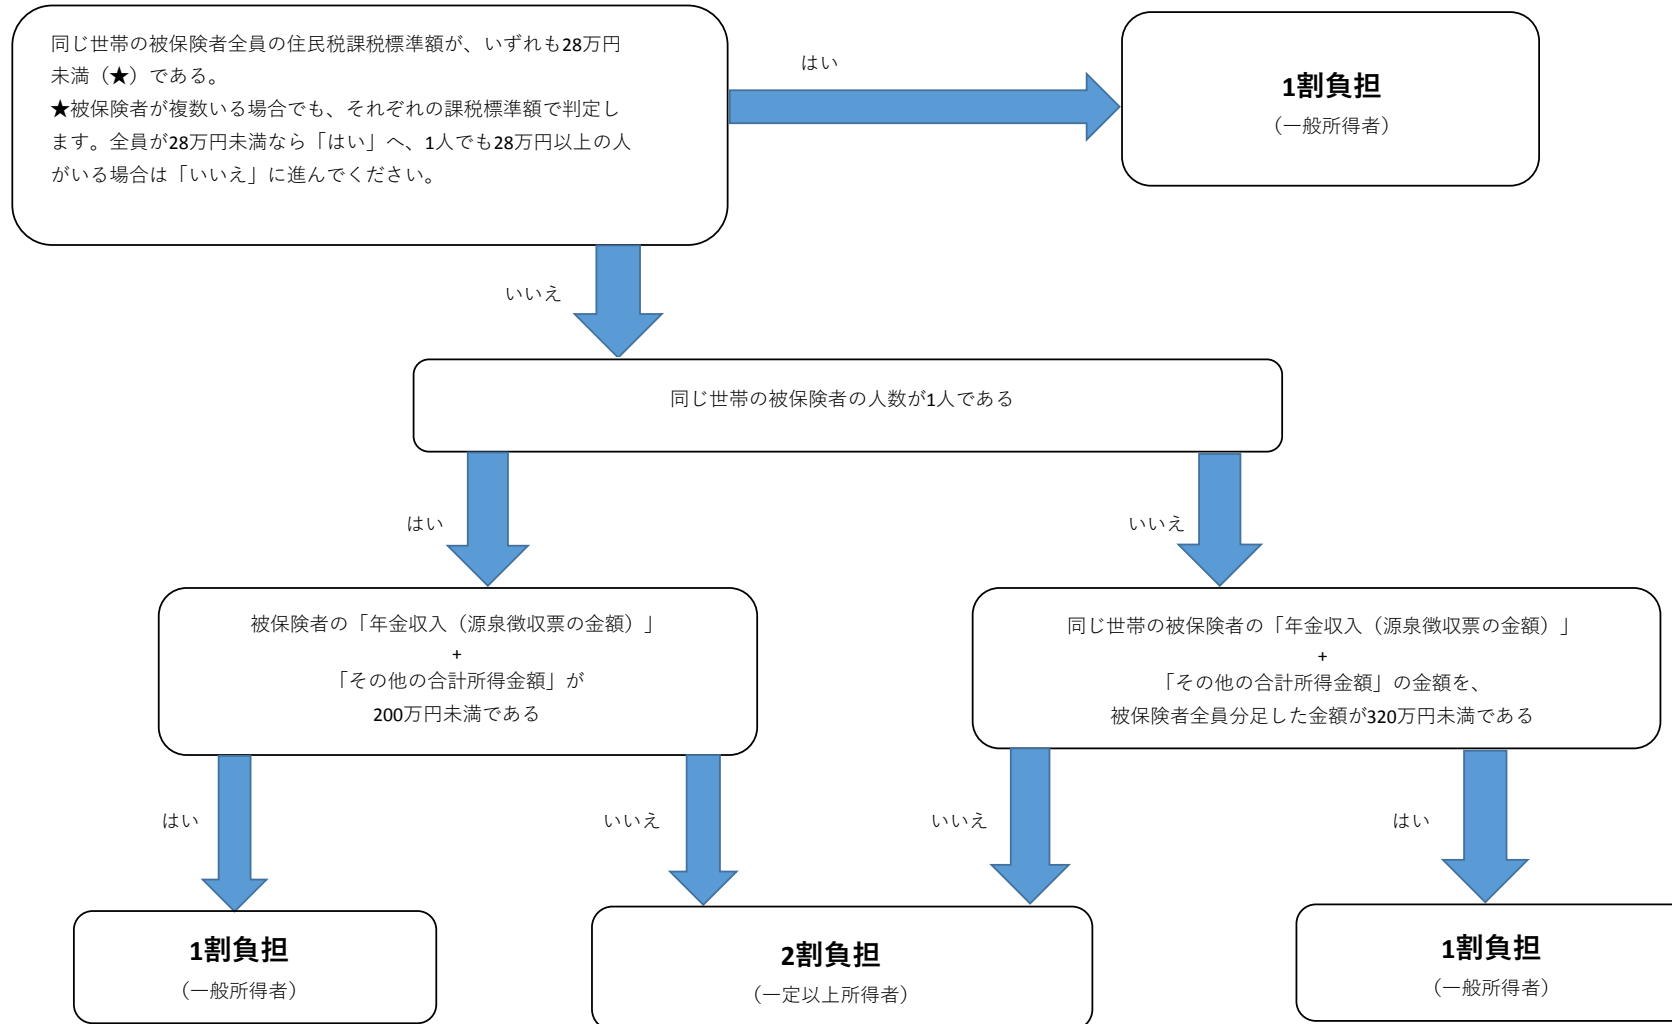 同じ世帯の被保険者全員の住民税課税標準額が、いずれも28万円
未満（★）である。
★被保険者が複数いる場合でも、それぞれの課税標準額で判定し
ます。全員が28万円未満なら「はい」へ、1人でも28万円以上の人
がいる場合は「いいえ」に進んでください。
はい
1割負担
（一般所得者）
いいえ
同じ世帯の被保険者の人数が1人である
はい
いいえ
被保険者の「年金収入（源泉徴収票の金額）」
+
「その他の合計所得金額」が
200万円未満である
同じ世帯の被保険者の「年金収入（源泉徴収票の金額）」
+
「その他の合計所得金額」の金額を、
被保険者全員分足した金額が320万円未満である
はい
いいえ
いいえ
はい
1割負担
（一般所得者）
2割負担
（一定以上所得者）
1割負担
（一般所得者）